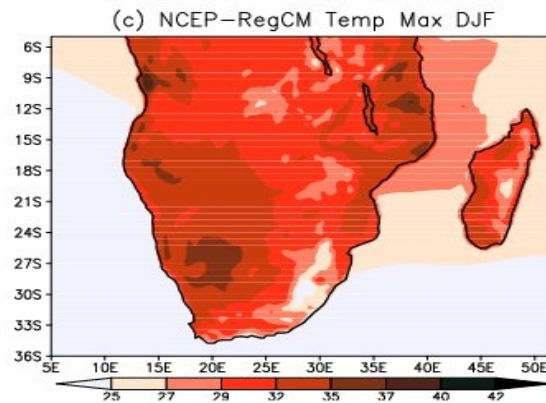 (c) NCEP-RegCM Temp Max DJF
6S
9S
12S
15S
18S
21S
24S
27S
30S
33S
36S
5E 10E 15E 20E 25E 30E 35E 40E 45E 50E
25 27 29 32 35 37 40 42